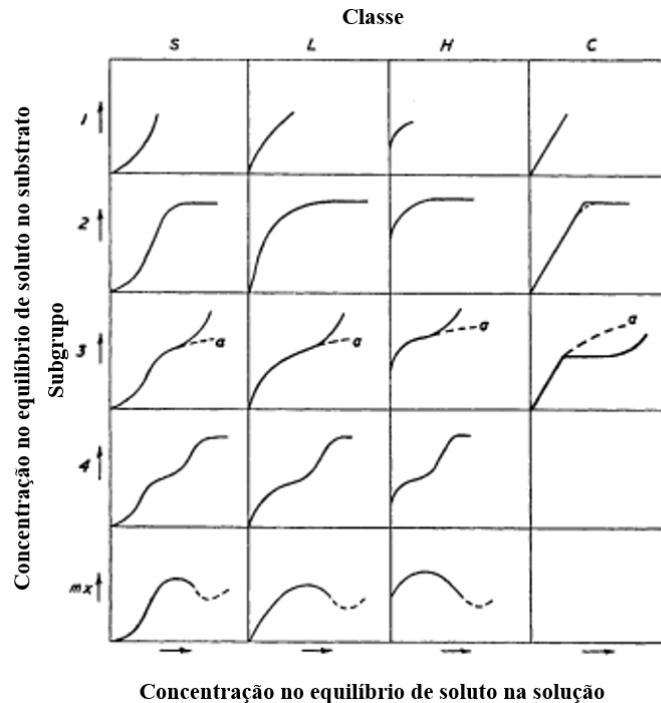 Classe
S L H C
Concentração no equilíbrio de soluto no substrato
Subgrupo
1
2
3 a a a a
4
mx
Concentração no equilíbrio de soluto na solução